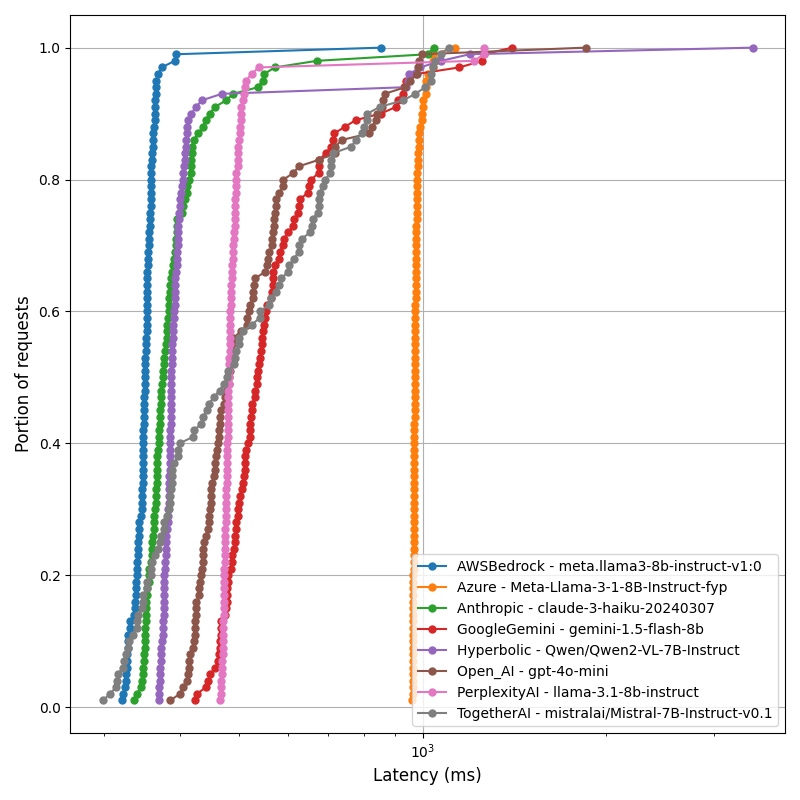 1.0
0.8
0.6
0.4
0.2
0.0
Portion of requests
AWSBedrock - meta.llama3-8b-instruct-v1:0
Azure - Meta-Llama-3-1-8B-Instruct-fyp
Anthropic - claude-3-haiku-20240307
GoogleGemini - gemini-1.5-flash-8b
Hyperbolic - Qwen/Qwen2-VL-7B-Instruct
Open_AI - gpt-4o-mini
PerplexityAI - llama-3.1-8b-instruct
TogetherAI - mistralai/Mistral-7B-Instruct-v0.1
10³
Latency (ms)